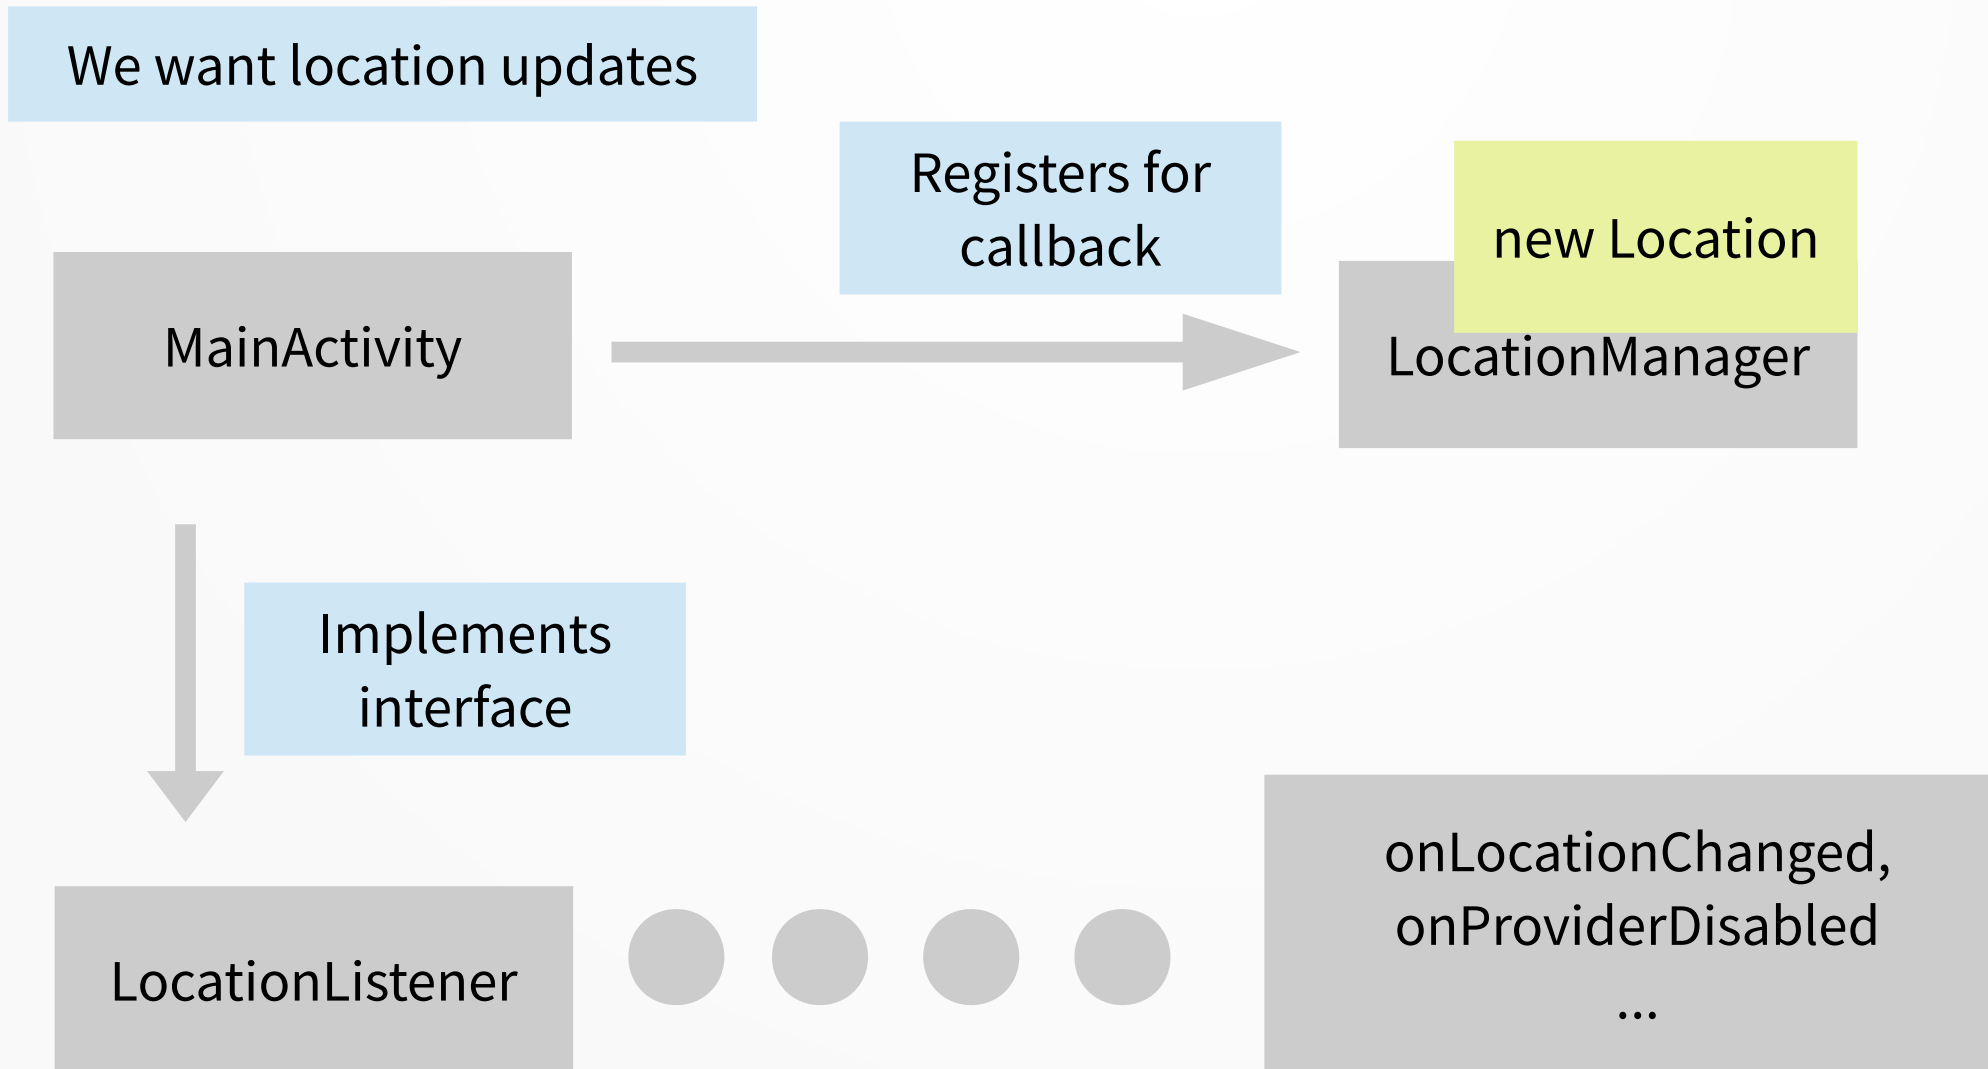 We want location updates
Registers for
callback
new Location
MainActivity
LocationManager
Implements
interface
onLocationChanged,
onProviderDisabled
...
LocationListener